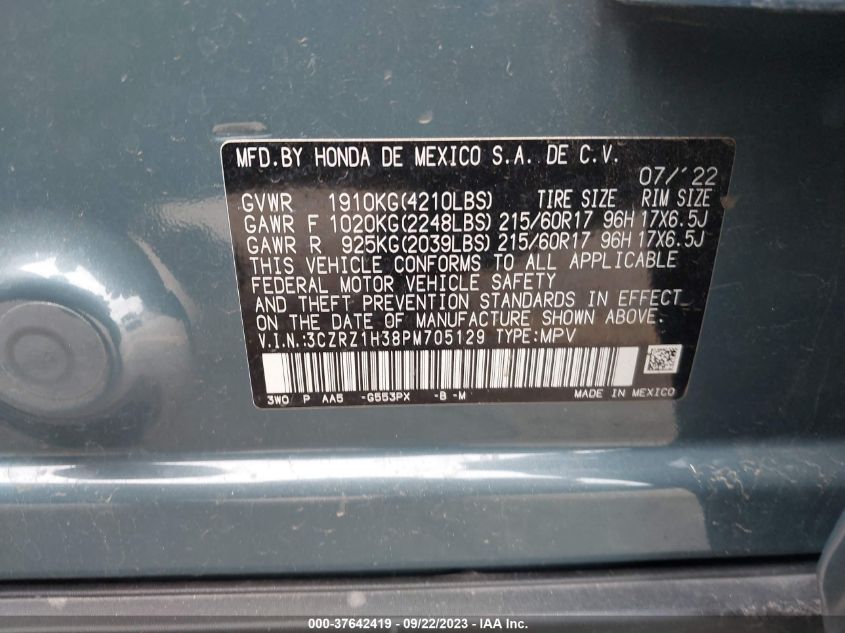 MFD.BY HONDA DE MEXICO S.A. DE C.V.
07/'22
GVWR 1910KG(4210LBS) TIRE SIZE RIM SIZE
GAWR F 1020KG(2248LBS) 215/60R17 96H 17X6.5J
GAWR R 925KG(2039LBS) 215/60R17 96H 17X6.5J
THIS VEHICLE CONFORMS TO ALL APPLICABLE
FEDERAL MOTOR VEHICLE SAFETY
AND THEFT PREVENTION STANDARDS IN EFFECT
ON THE DATE OF MANUFACTURE SHOWN ABOVE.
V.I.N.:3CZRZ1H38PM705129 TYPE:MPV
3W0 P AA5 -G553PX -B -M MADE IN MEXICO
000-37642419 - 09/22/2023 - IAA Inc.